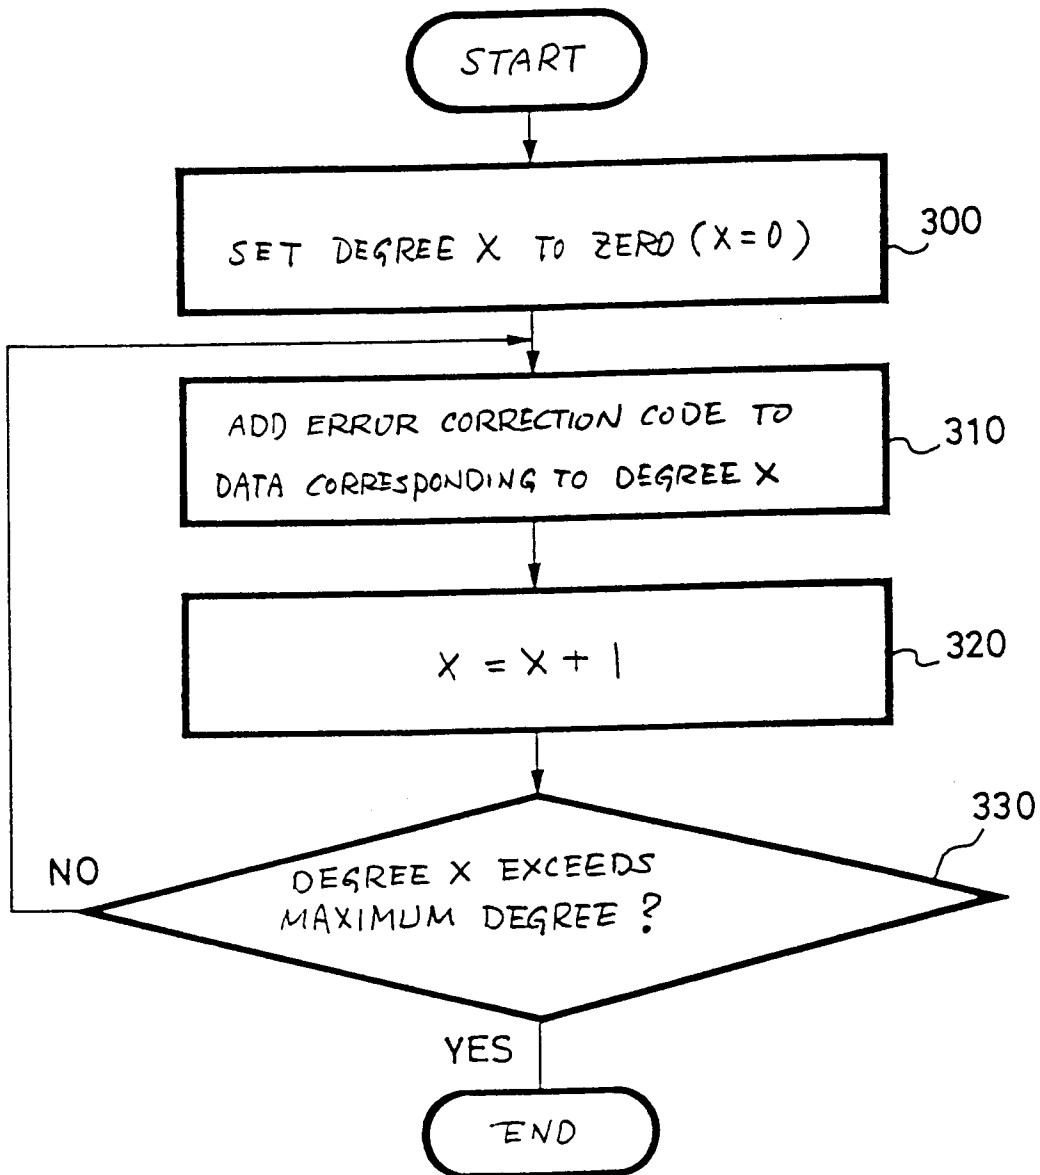 START
SET DEGREE X TO ZERO (X=0)
300
ADD ERROR CORRECTION CODE TO
DATA CORRESPONDING TO DEGREE X
310
X = X + 1
320
330
NO
DEGREE X EXCEEDS
MAXIMUM DEGREE ?
YES
END